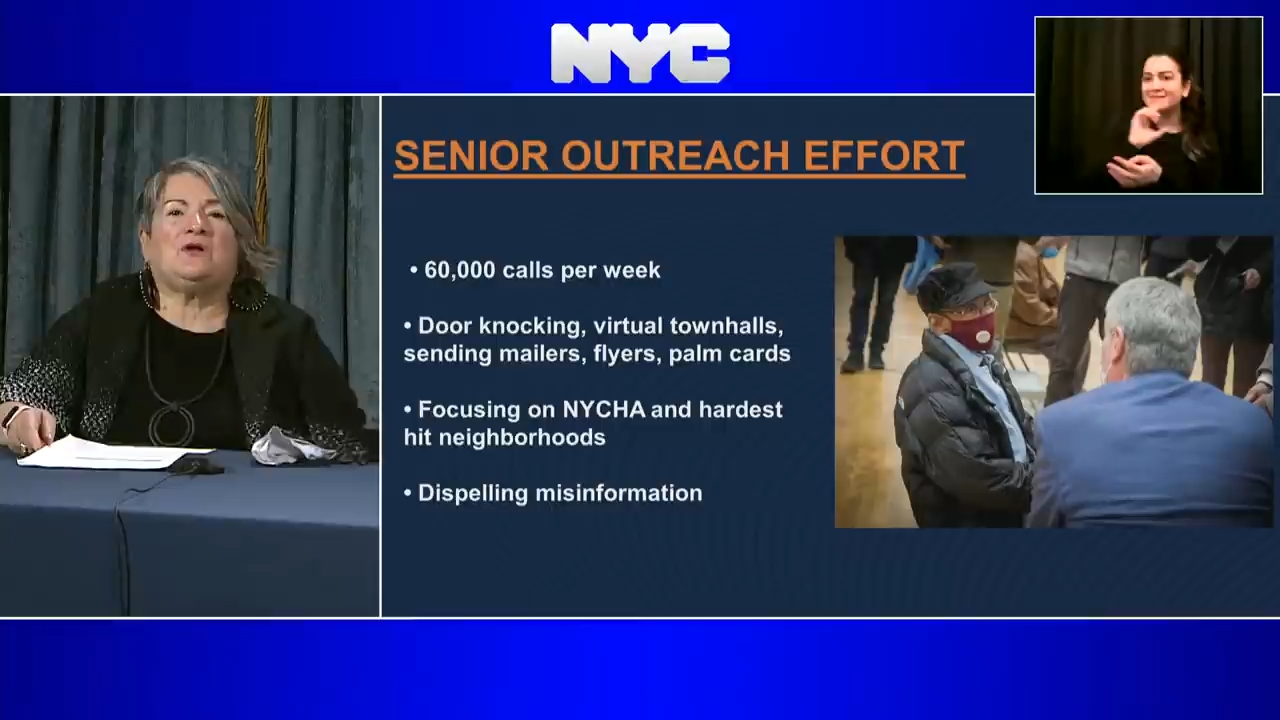 NYC
SENIOR OUTREACH EFFORT
• 60,000 calls per week
• Door knocking, virtual townhalls,
sending mailers, flyers, palm cards
• Focusing on NYCHA and hardest
hit neighborhoods
• Dispelling misinformation